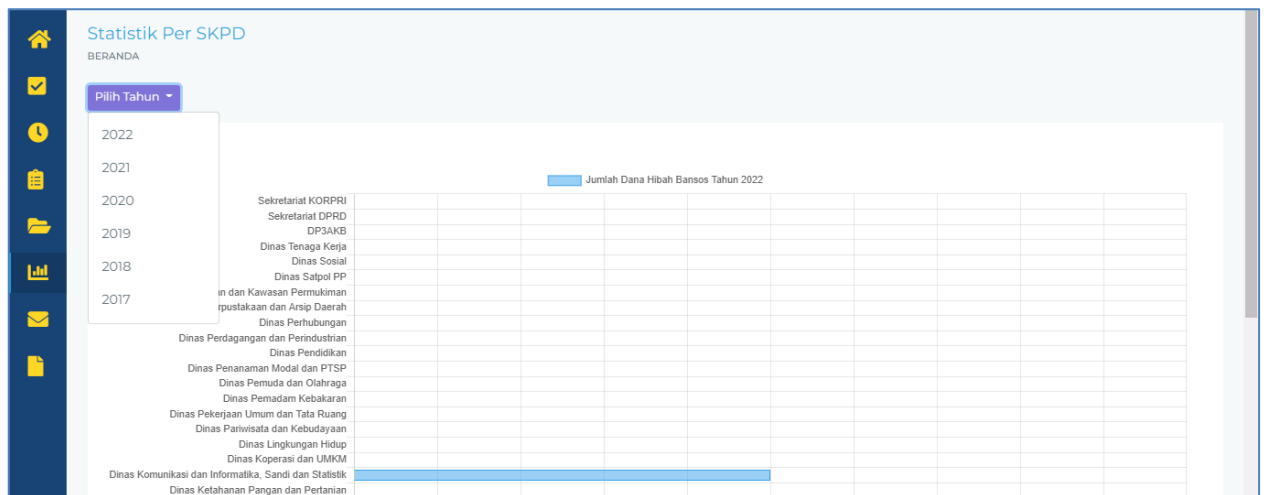 Statistik Per SKPD
BERANDA
Pilih Tahun
2022
2021
2020
2019
2018
2017
Jumlah Dana Hibah Bansos Tahun 2022
Sekretariat KORPRI
Sekretariat DPRD
DP3AKB
Dinas Tenaga Kerja
Dinas Sosial
Dinas Satpol PP
dan Kawasan Permukiman
dan Arsip Daerah
Dinas Perhubungan
Dinas Perdagangan dan Perindustrian
Dinas Pendidikan
Dinas Penanaman Modal dan PTSP
Dinas Pemuda dan Olahraga
Dinas Pemadam Kebakaran
Dinas Pekerjaan Umum dan Tata Ruang
Dinas Pariwisata dan Kebudayaan
Dinas Lingkungan Hidup
Dinas Koperasi dan UMKM
Dinas Komunikasi dan Informatika, Sandi dan Statistik
Dinas Ketahanan Pangan dan Pertanian